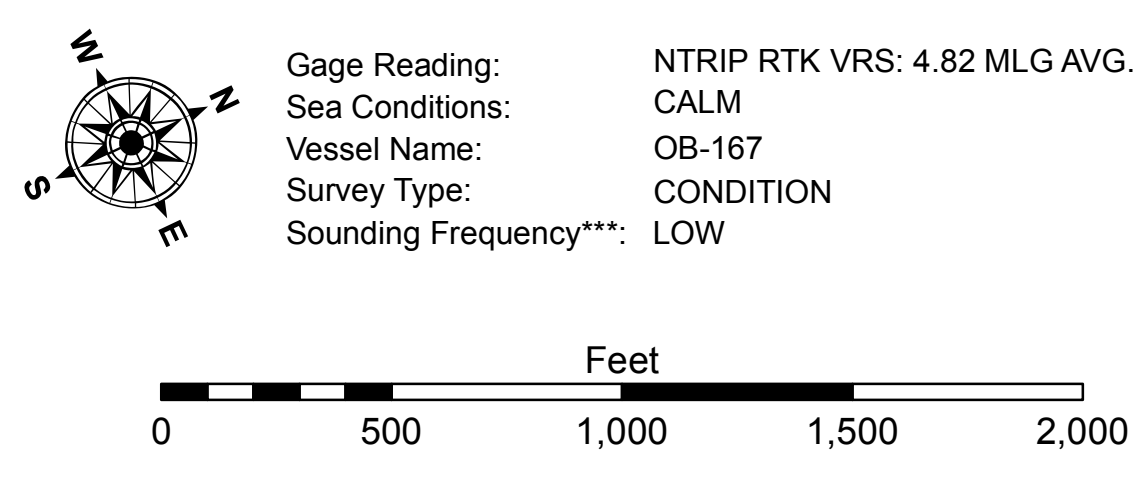 W
N
S
E
Gage Reading: NTRIP RTK VRS: 4.82 MLG AVG.
Sea Conditions: CALM
Vessel Name: OB-167
Survey Type: CONDITION
Sounding Frequency***: LOW
Feet
0 500 1,000 1,500 2,000